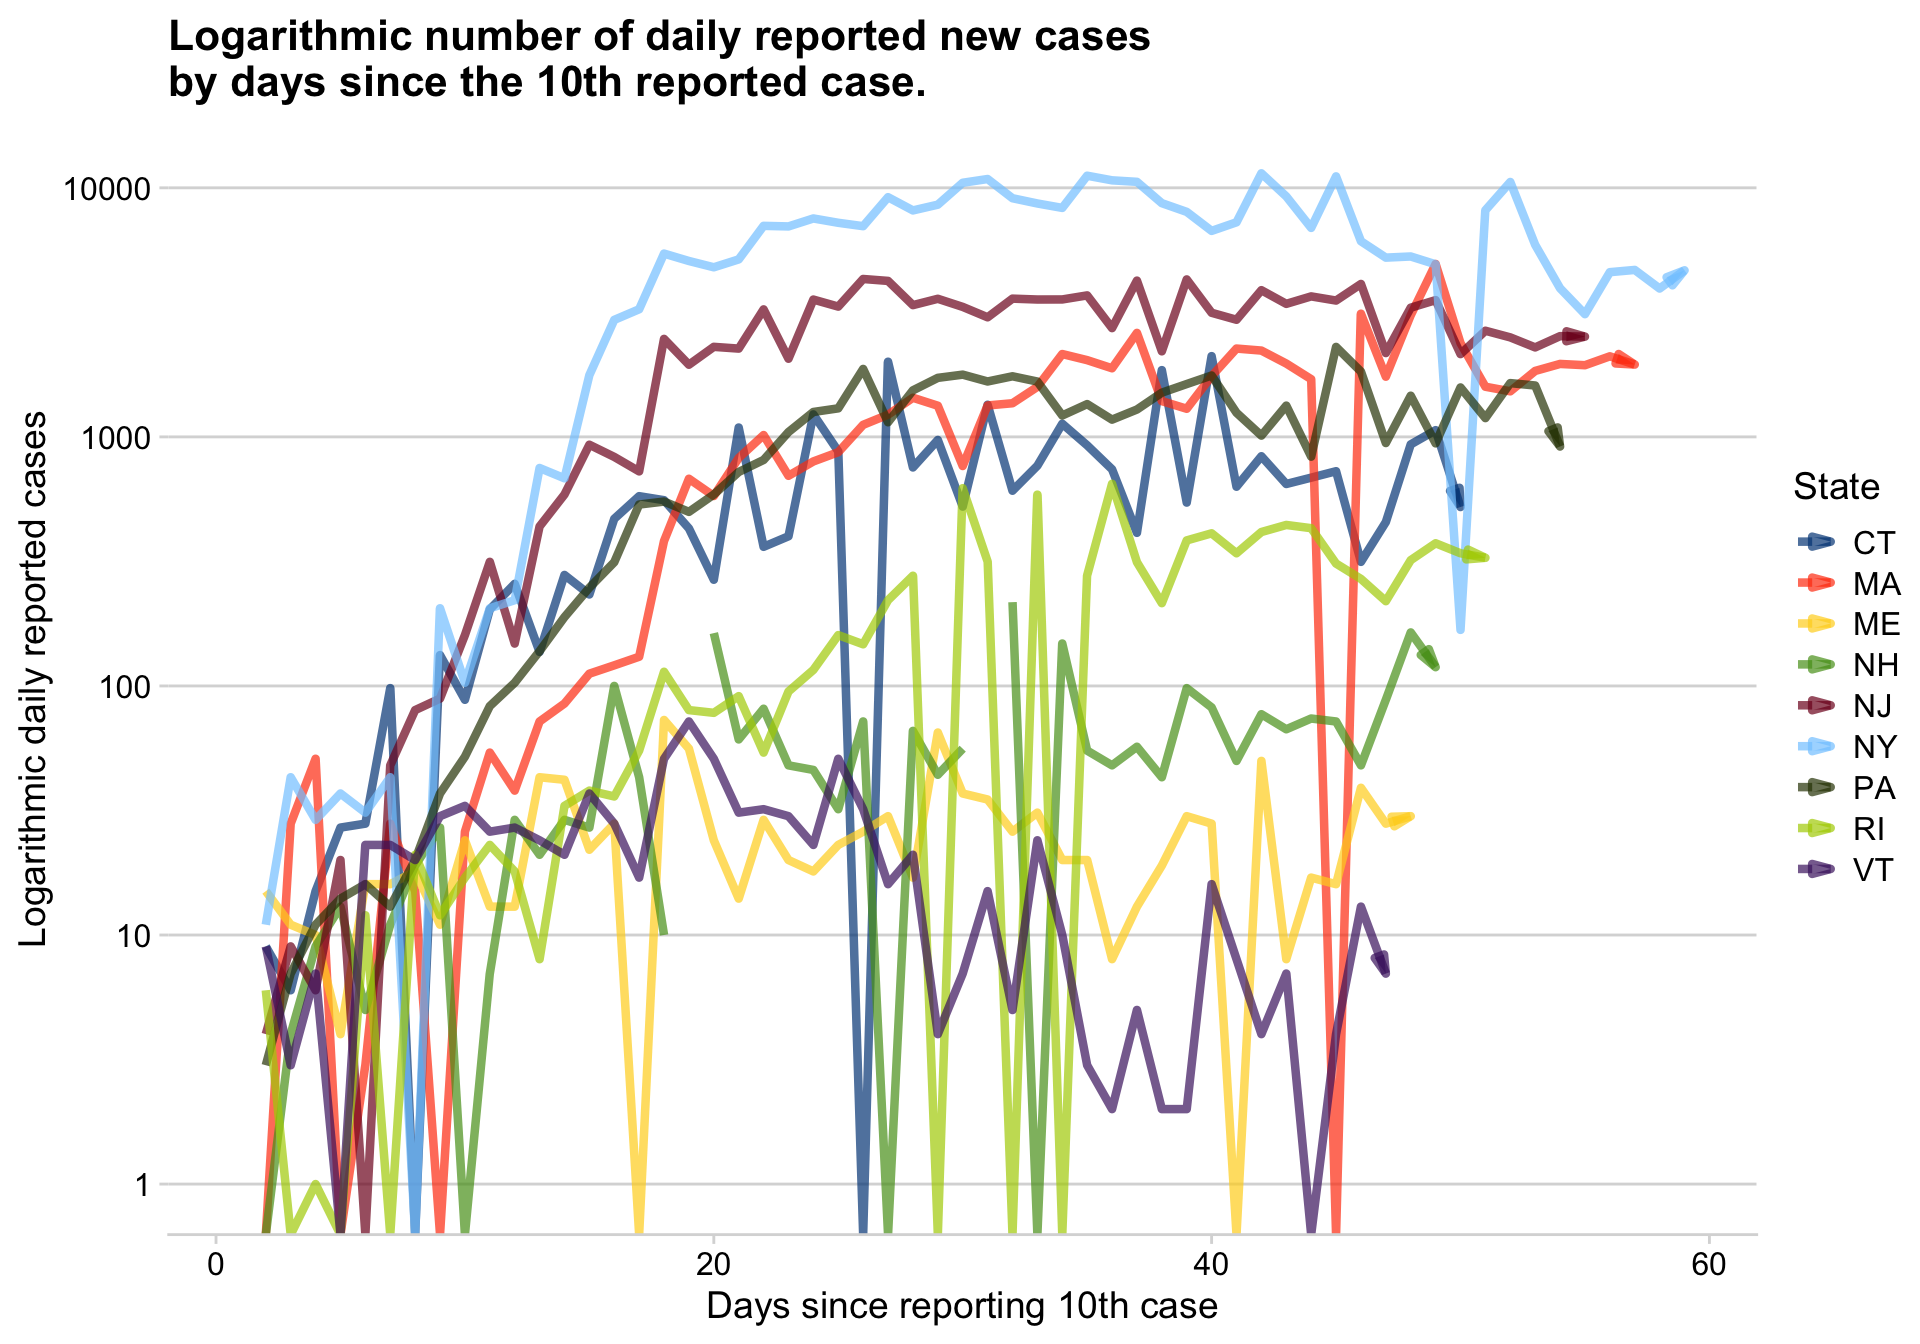 Logarithmic number of daily reported new cases
by days since the 10th reported case.
Logarithmic daily reported cases
10000
1000
100
10
1
0
20
40
60
Days since reporting 10th case
State
CT
MA
ME
NH
NJ
NY
PA
RI
VT